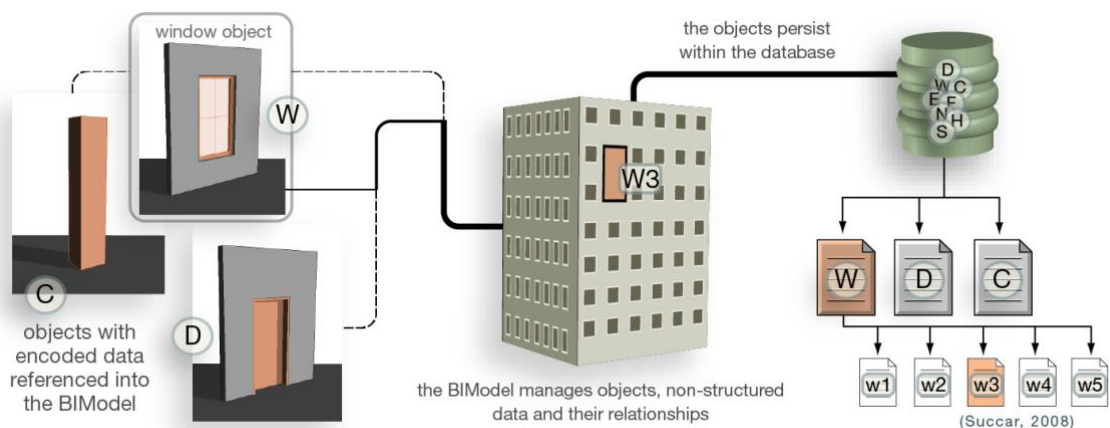 window object
W
C
objects with
encoded data
referenced into
the BIModel
D
W3
the BIModel manages objects, non-structured
data and their relationships
the objects persist
within the database
D
W
C
E
F
N
H
S
W
D
C
w1
w2
w3
w4
w5
(Succar, 2008)